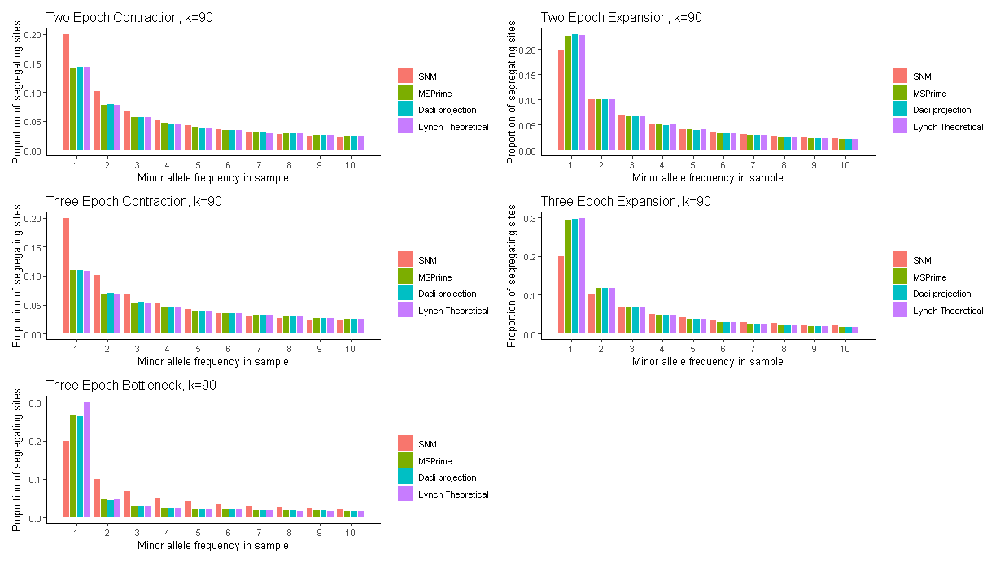 Two Epoch Contraction, k=90
Proportion of segregating sites
0.20
0.15
0.10
0.05
0.00
1 2 3 4 5 6 7 8 9 10
Minor allele frequency in sample
SNM
MSPrime
Dadi projection
Lynch Theoretical
Two Epoch Expansion, k=90
Proportion of segregating sites
0.20
0.15
0.10
0.05
0.00
1 2 3 4 5 6 7 8 9 10
Minor allele frequency in sample
SNM
MSPrime
Dadi projection
Lynch Theoretical
Three Epoch Contraction, k=90
Proportion of segregating sites
0.20
0.15
0.10
0.05
0.00
1 2 3 4 5 6 7 8 9 10
Minor allele frequency in sample
SNM
MSPrime
Dadi projection
Lynch Theoretical
Three Epoch Expansion, k=90
Proportion of segregating sites
0.3
0.2
0.1
0.0
1 2 3 4 5 6 7 8 9 10
Minor allele frequency in sample
SNM
MSPrime
Dadi projection
Lynch Theoretical
Three Epoch Bottleneck, k=90
Proportion of segregating sites
0.3
0.2
0.1
0.0
1 2 3 4 5 6 7 8 9 10
Minor allele frequency in sample
SNM
MSPrime
Dadi projection
Lynch Theoretical